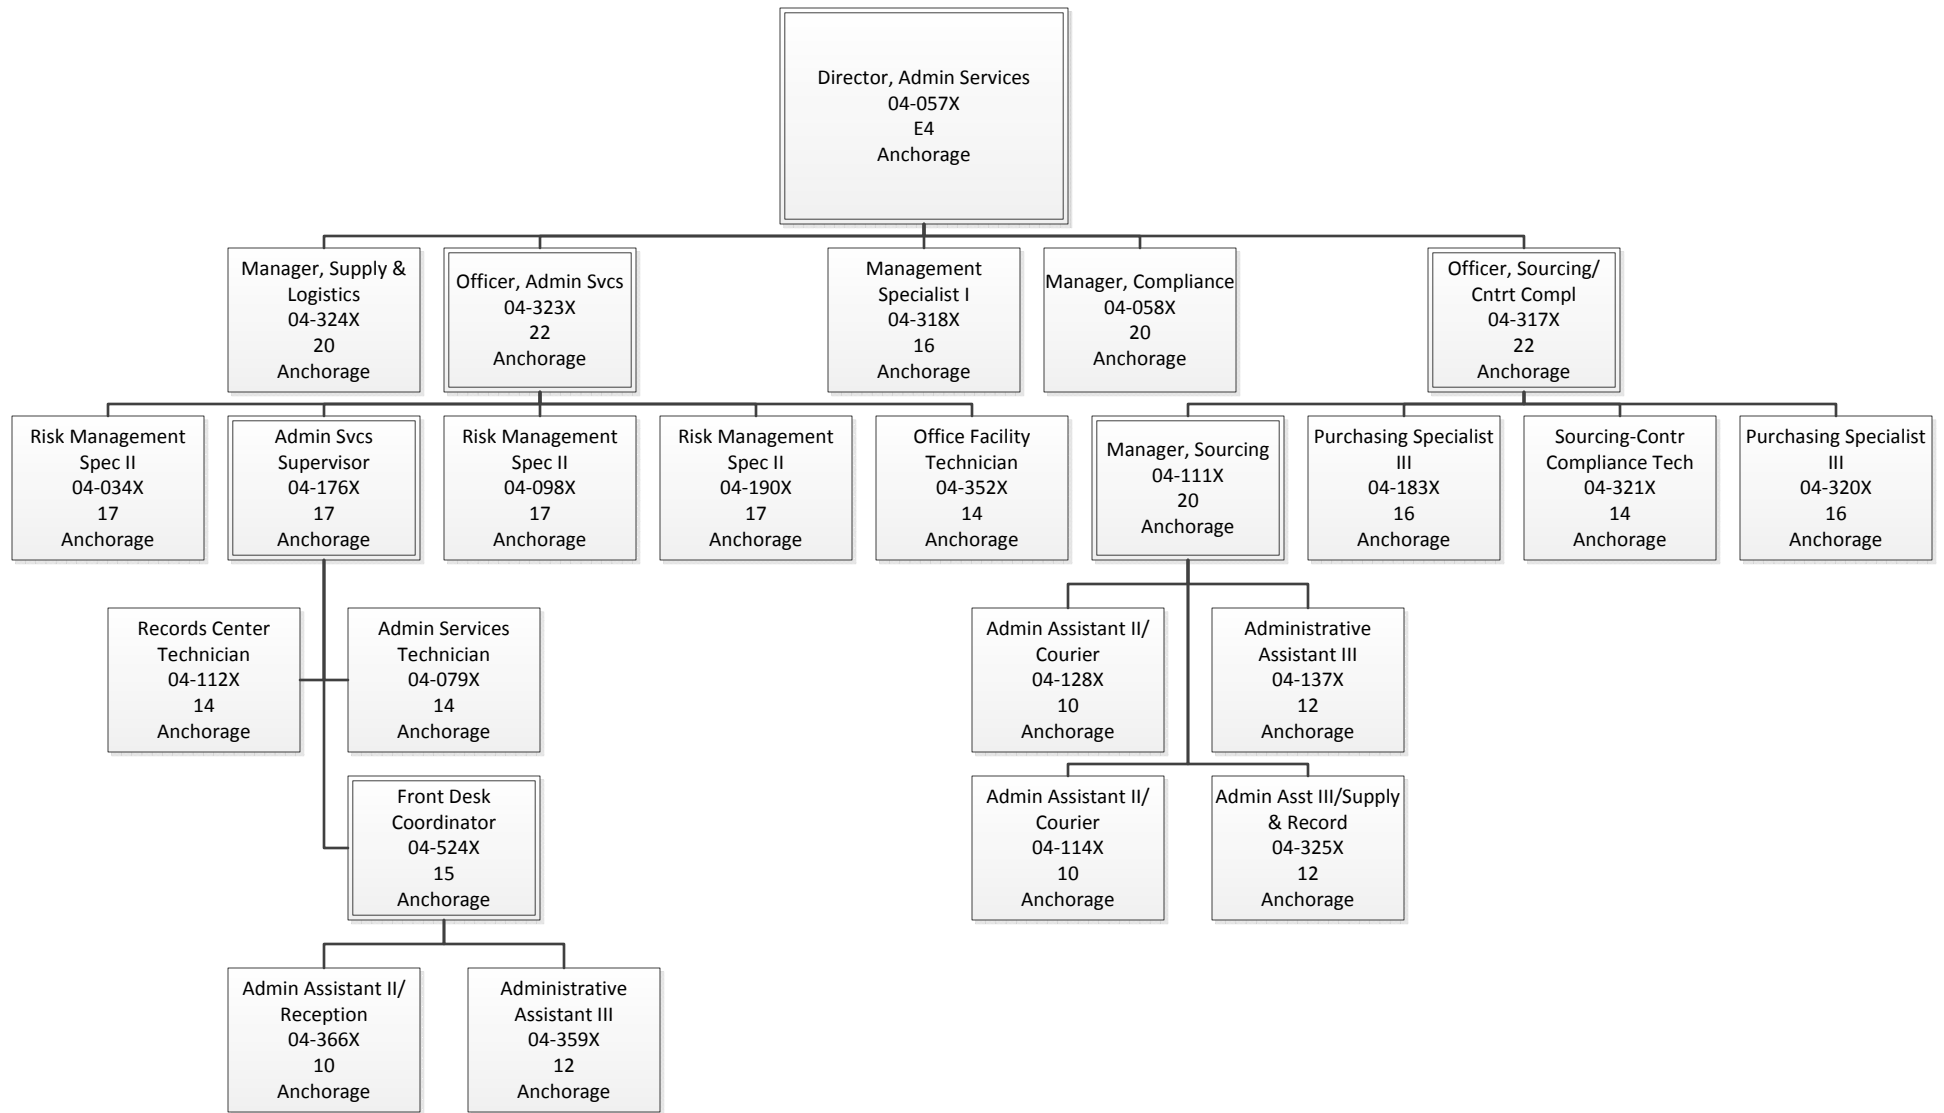 Director, Admin Services
04-057X
E4
Anchorage
Manager, Supply &
Logistics
04-324X
20
Anchorage
Officer, Admin Svcs
04-323X
22
Anchorage
Management
Specialist I
04-318X
16
Anchorage
Manager, Compliance
04-058X
20
Anchorage
Officer, Sourcing/
Cntrt Compl
04-317X
22
Anchorage
Risk Management
Spec II
04-034X
17
Anchorage
Admin Svcs
Supervisor
04-176X
17
Anchorage
Risk Management
Spec II
04-098X
17
Anchorage
Risk Management
Spec II
04-190X
17
Anchorage
Office Facility
Technician
04-352X
14
Anchorage
Manager, Sourcing
04-111X
20
Anchorage
Purchasing Specialist
III
04-183X
16
Anchorage
Sourcing-Contr
Compliance Tech
04-321X
14
Anchorage
Purchasing Specialist
III
04-320X
16
Anchorage
Records Center
Technician
04-112X
14
Anchorage
Admin Services
Technician
04-079X
14
Anchorage
Admin Assistant II/
Courier
04-128X
10
Anchorage
Administrative
Assistant III
04-137X
12
Anchorage
Front Desk
Coordinator
04-524X
15
Anchorage
Admin Assistant II/
Courier
04-114X
10
Anchorage
Admin Asst III/Supply
& Record
04-325X
12
Anchorage
Admin Assistant II/
Reception
04-366X
10
Anchorage
Administrative
Assistant III
04-359X
12
Anchorage